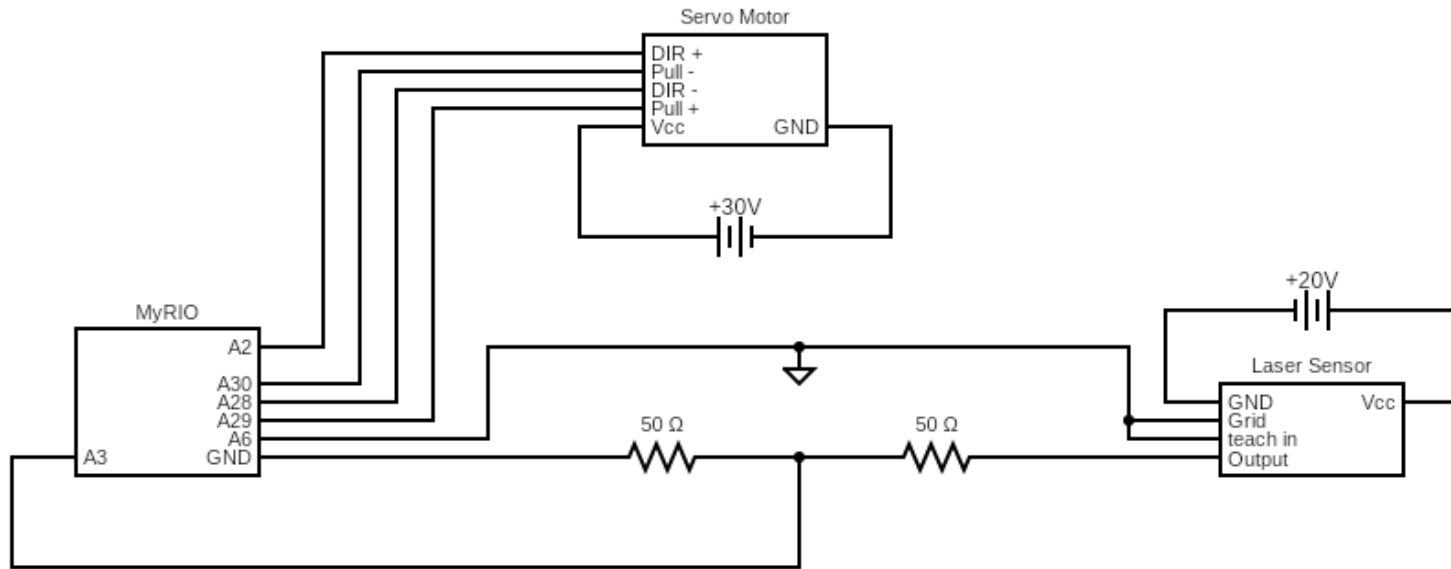 Servo Motor
DIR +
Pull -
DIR -
Pull +
Vcc
GND
+30V
+20V
MyRIO
A2
A30
A28
A29
A6
A3
GND
50 Ω
50 Ω
Laser Sensor
GND
Vcc
Grid
teach in
Output